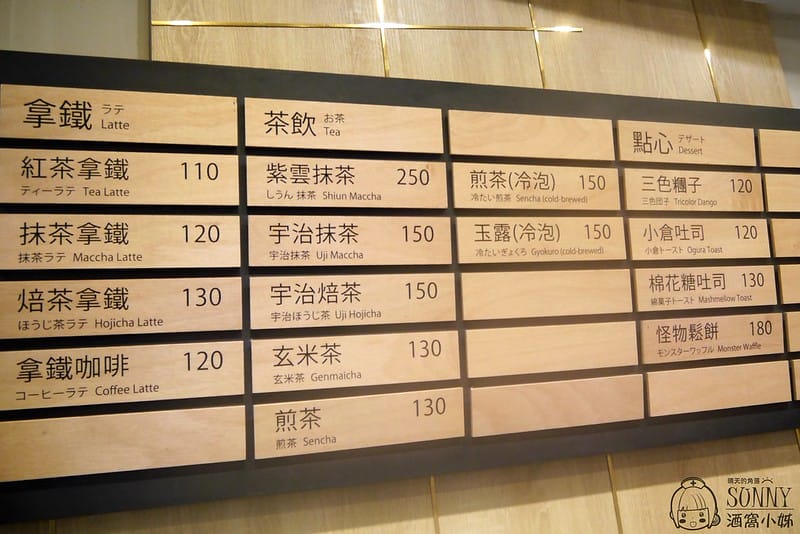 拿鐵 ラテ
Latte
紅茶拿鐵 110
ティーラテ Tea Latte
抹茶拿鐵 120
抹茶ラテ Maccha Latte
焙茶拿鐵 130
ほうじ茶ラテ Hojicha Latte
拿鐵咖啡 120
コーヒーラテ Coffee Latte
茶飲 お茶
Tea
紫雲抹茶 250
しうん 抹茶 Shiun Maccha
宇治抹茶 150
宇治抹茶 Uji Maccha
宇治焙茶 150
宇治ほうじ茶 Uji Hojicha
玄米茶 130
玄米茶 Genmaicha
煎茶 130
煎茶 Sencha
煎茶(冷泡) 150
冷たい煎茶 Sencha (cold-brewed)
玉露(冷泡) 150
冷たいぎょくろ Gyokuro (cold-brewed)
點心 デザート
Dessert
三色糰子 120
三色団子 Tricolor Dango
小倉吐司 120
小倉トースト Ogura Toast
棉花糖吐司 130
綿菓子トースト Mashmellow Toast
怪物鬆餅 180
モンスターワッフル Monster Waffle
晴天的角落
SUNNY
酒窩小姊